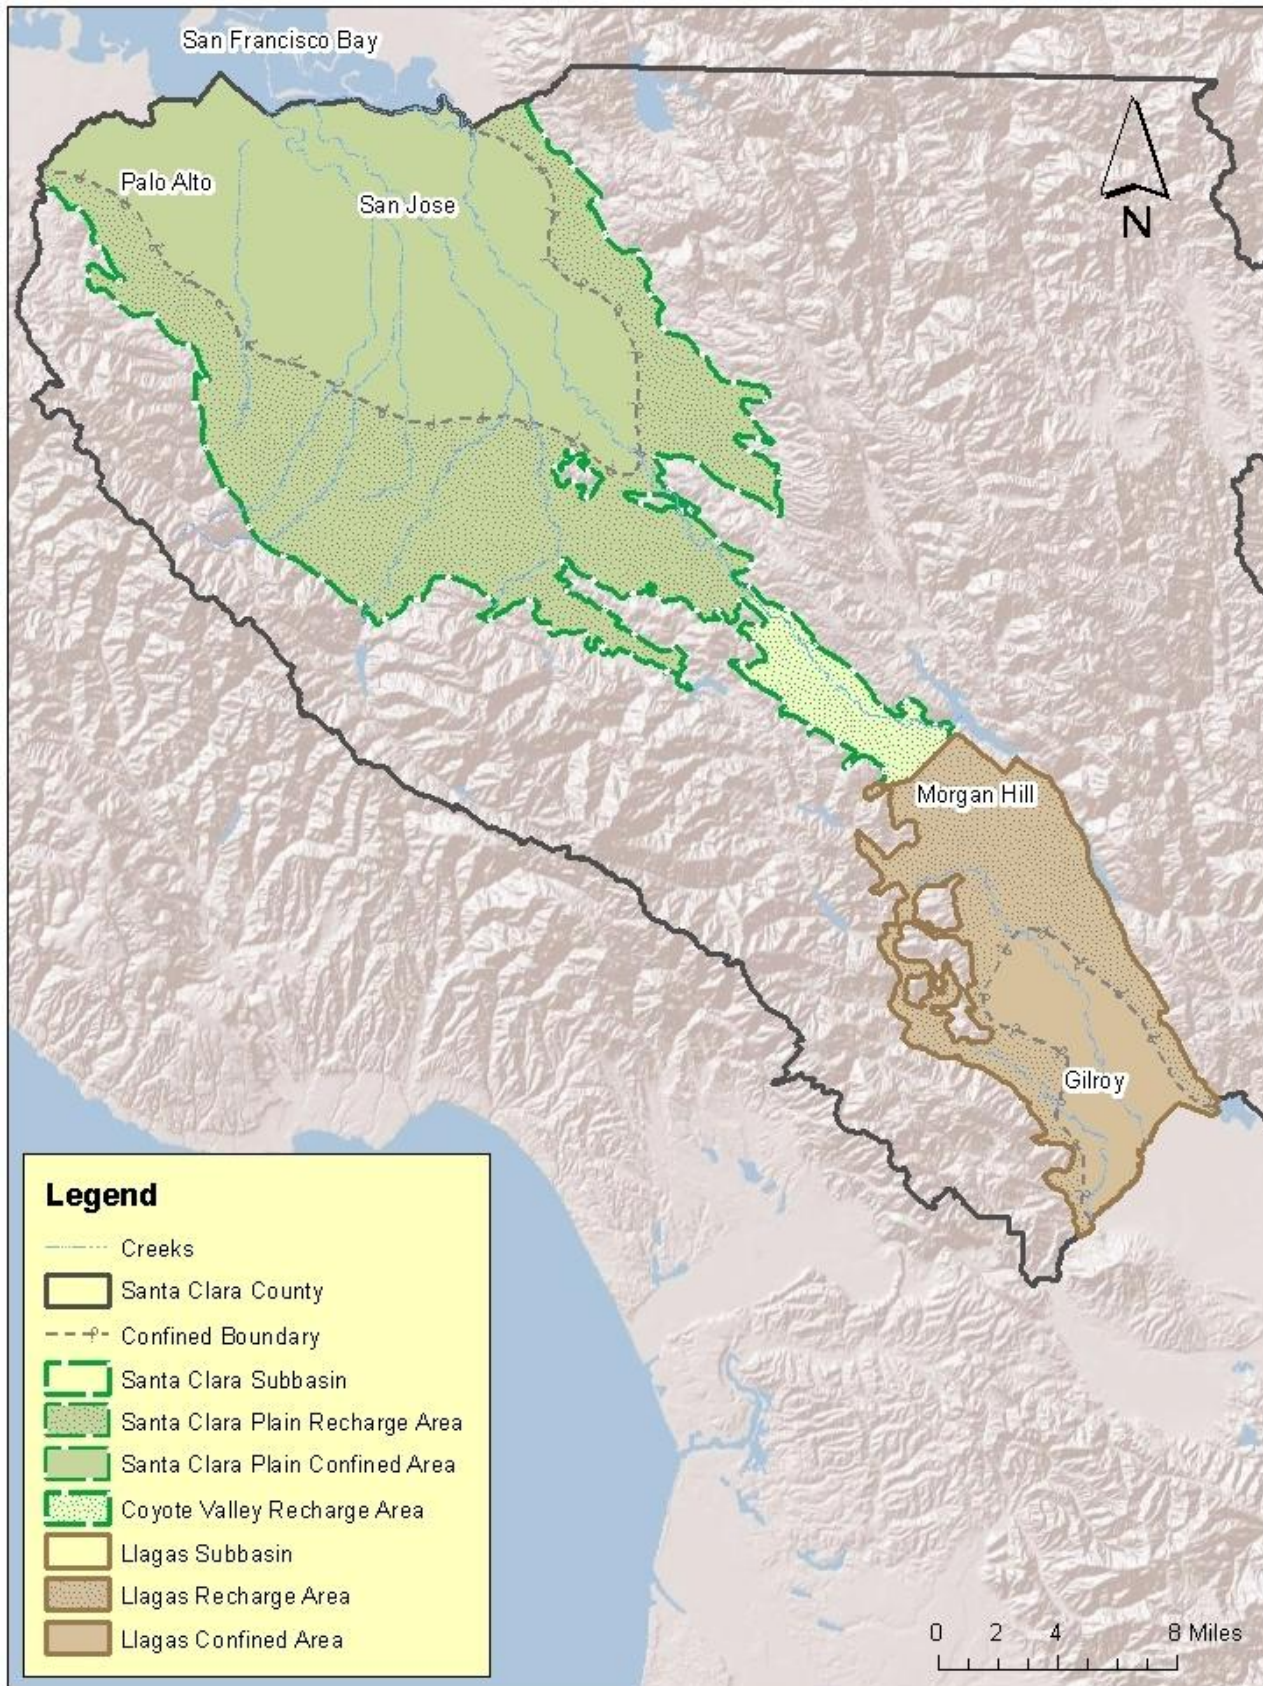 San Francisco Bay
Palo Alto
San Jose
N
Morgan Hill
Gilroy
Legend
Creeks
Santa Clara County
Confined Boundary
Santa Clara Subbasin
Santa Clara Plain Recharge Area
Santa Clara Plain Confined Area
Coyote Valley Recharge Area
Llagas Subbasin
Llagas Recharge Area
Llagas Confined Area
0 2 4 8 Miles